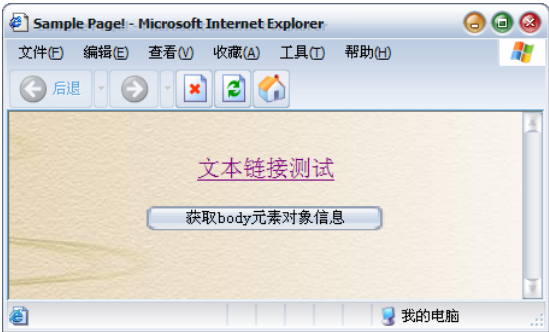 Sample Page! - Microsoft Internet Explorer
文件(F) 编辑(E) 查看(V) 收藏(A) 工具(T) 帮助(H)
后退
文本链接测试
获取body元素对象信息
我的电脑